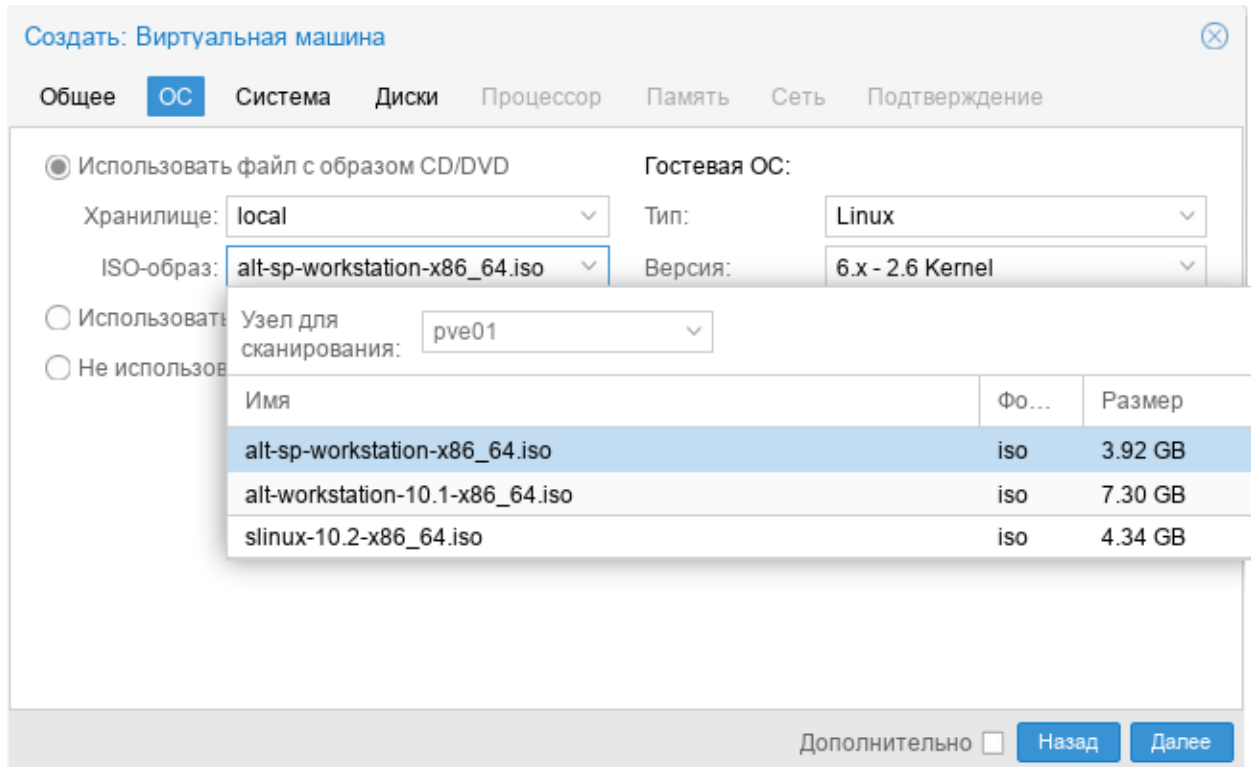 Создать: Виртуальная машина
Общее ОС Система Диски Процессор Память Сеть Подтверждение
Использовать файл с образом CD/DVD Гостевая ОС:
Хранилище: local Тип: Linux
ISO-образ: alt-sp-workstation-x86_64.iso Версия: 6.x - 2.6 Kernel
Использовать
Узел для
сканирования: pve01
Не использов
Имя Фо... Размер
alt-sp-workstation-x86_64.iso iso 3.92 GB
alt-workstation-10.1-x86_64.iso iso 7.30 GB
slinux-10.2-x86_64.iso iso 4.34 GB
Дополнительно Назад Далее